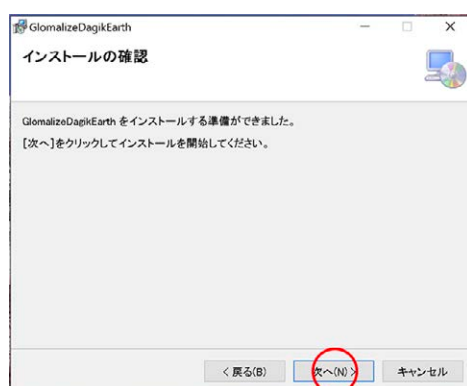 GlomalizeDagikEarth
インストールの確認
GlomalizeDagikEarth をインストールする準備ができました。
[次へ]をクリックしてインストールを開始してください。
< 戻る(B) 次へ(N) > キャンセル